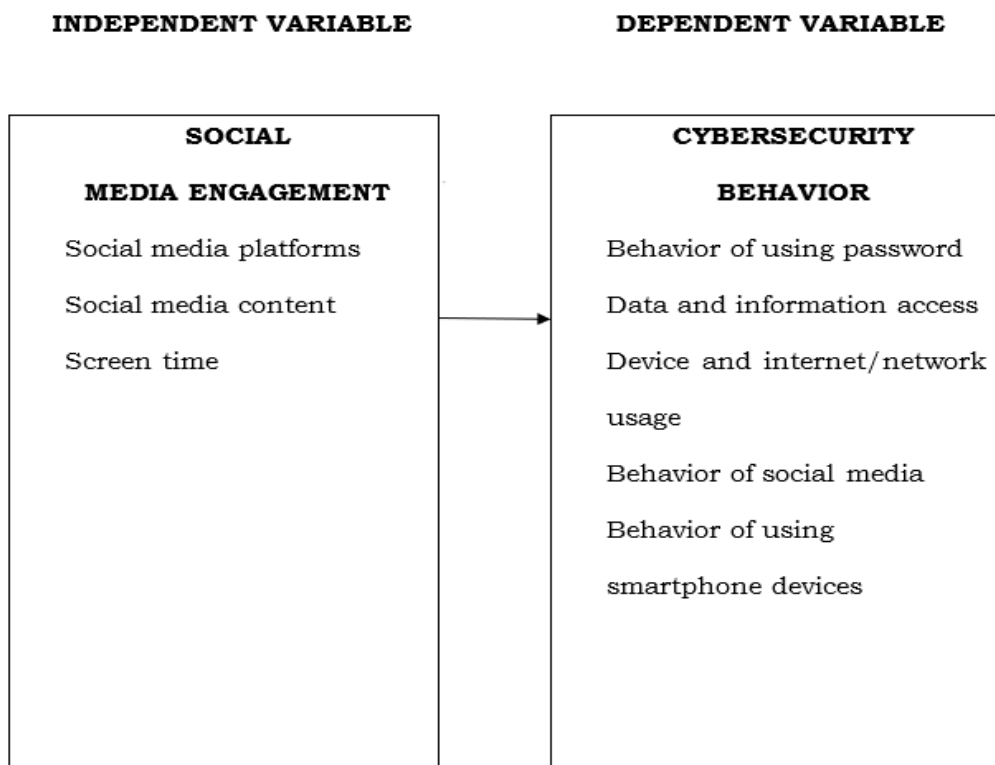 INDEPENDENT VARIABLE
DEPENDENT VARIABLE
SOCIAL
MEDIA ENGAGEMENT
Social media platforms
Social media content
Screen time
CYBERSECURITY
BEHAVIOR
Behavior of using password
Data and information access
Device and internet/network
usage
Behavior of social media
Behavior of using
smartphone devices